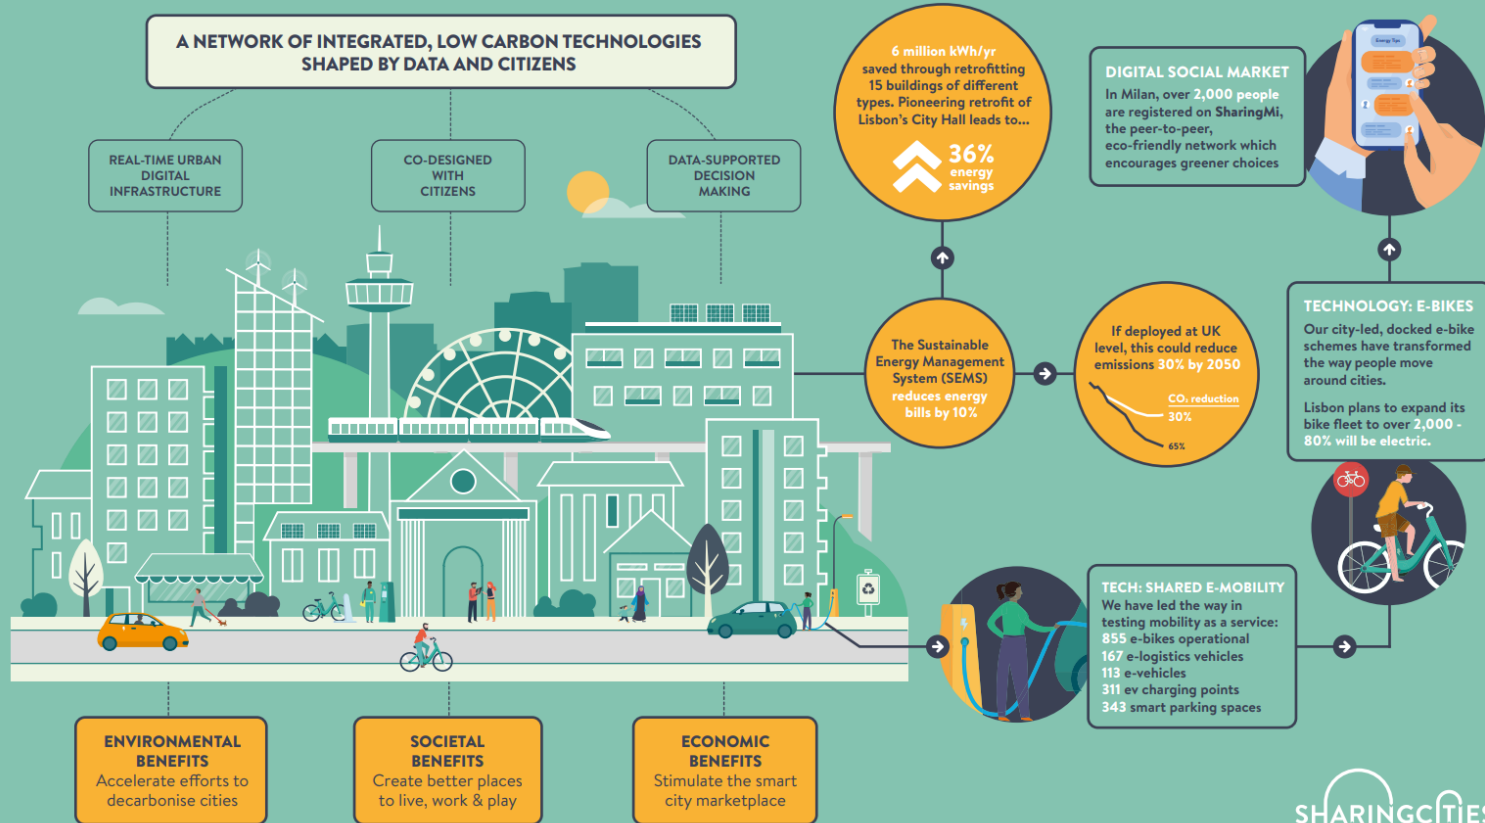 A NETWORK OF INTEGRATED, LOW CARBON TECHNOLOGIES
SHAPED BY DATA AND CITIZENS
REAL-TIME URBAN
DIGITAL
INFRASTRUCTURE
CO-DESIGNED
WITH
CITIZENS
DATA-SUPPORTED
DECISION
MAKING
6 million kWh/yr
saved through retrofitting
15 buildings of different
types. Pioneering retrofit of
Lisbon's City Hall leads to...
36%
energy
savings
DIGITAL SOCIAL MARKET
In Milan, over 2,000 people
are registered on SharingMi,
the peer-to-peer,
eco-friendly network which
encourages greener choices
Energy Tips
The Sustainable
Energy Management
System (SEMS)
reduces energy
bills by 10%
If deployed at UK
level, this could reduce
emissions 30% by 2050
CO₂ reduction
30%
65%
TECHNOLOGY: E-BIKES
Our city-led, docked e-bike
schemes have transformed
the way people move
around cities.
Lisbon plans to expand its
bike fleet to over 2,000 -
80% will be electric.
TECH: SHARED E-MOBILITY
We have led the way in
testing mobility as a service:
855 e-bikes operational
167 e-logistics vehicles
113 e-vehicles
311 ev charging points
343 smart parking spaces
ENVIRONMENTAL
BENEFITS
Accelerate efforts to
decarbonise cities
SOCIETAL
BENEFITS
Create better places
to live, work & play
ECONOMIC
BENEFITS
Stimulate the smart
city marketplace
SHARINGCITIES